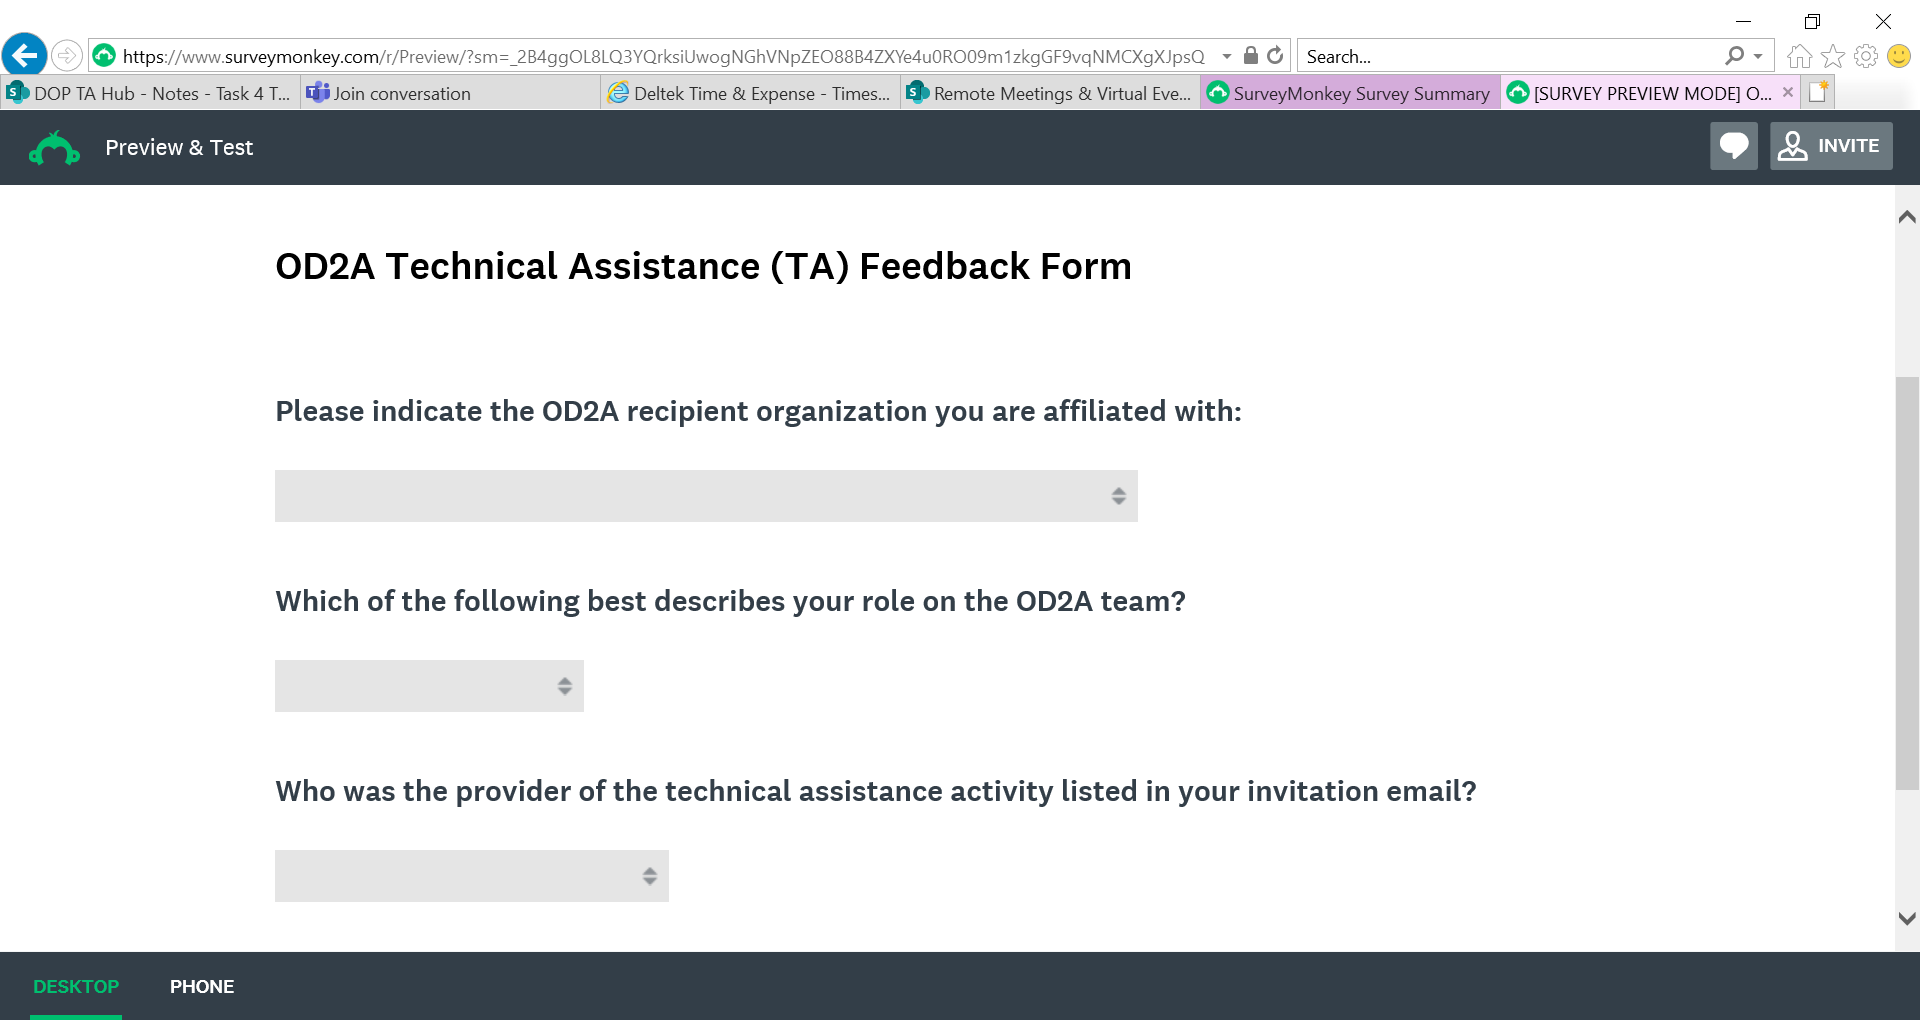 https://www.surveymonkey.com/r/Preview/?sm=_2B4ggOL8LQ3YQrksiUwogNGhVNpZEO88B4ZXYe4u0RO09m1zkgGF9vqNMCXgXJpsQ
Search...
DOP TA Hub - Notes - Task 4 T...
Join conversation
Deltek Time & Expense - Times...
Remote Meetings & Virtual Eve...
SurveyMonkey Survey Summary
[SURVEY PREVIEW MODE] O...
Preview & Test
INVITE
OD2A Technical Assistance (TA) Feedback Form
Please indicate the OD2A recipient organization you are affiliated with:
Which of the following best describes your role on the OD2A team?
Who was the provider of the technical assistance activity listed in your invitation email?
DESKTOP
PHONE